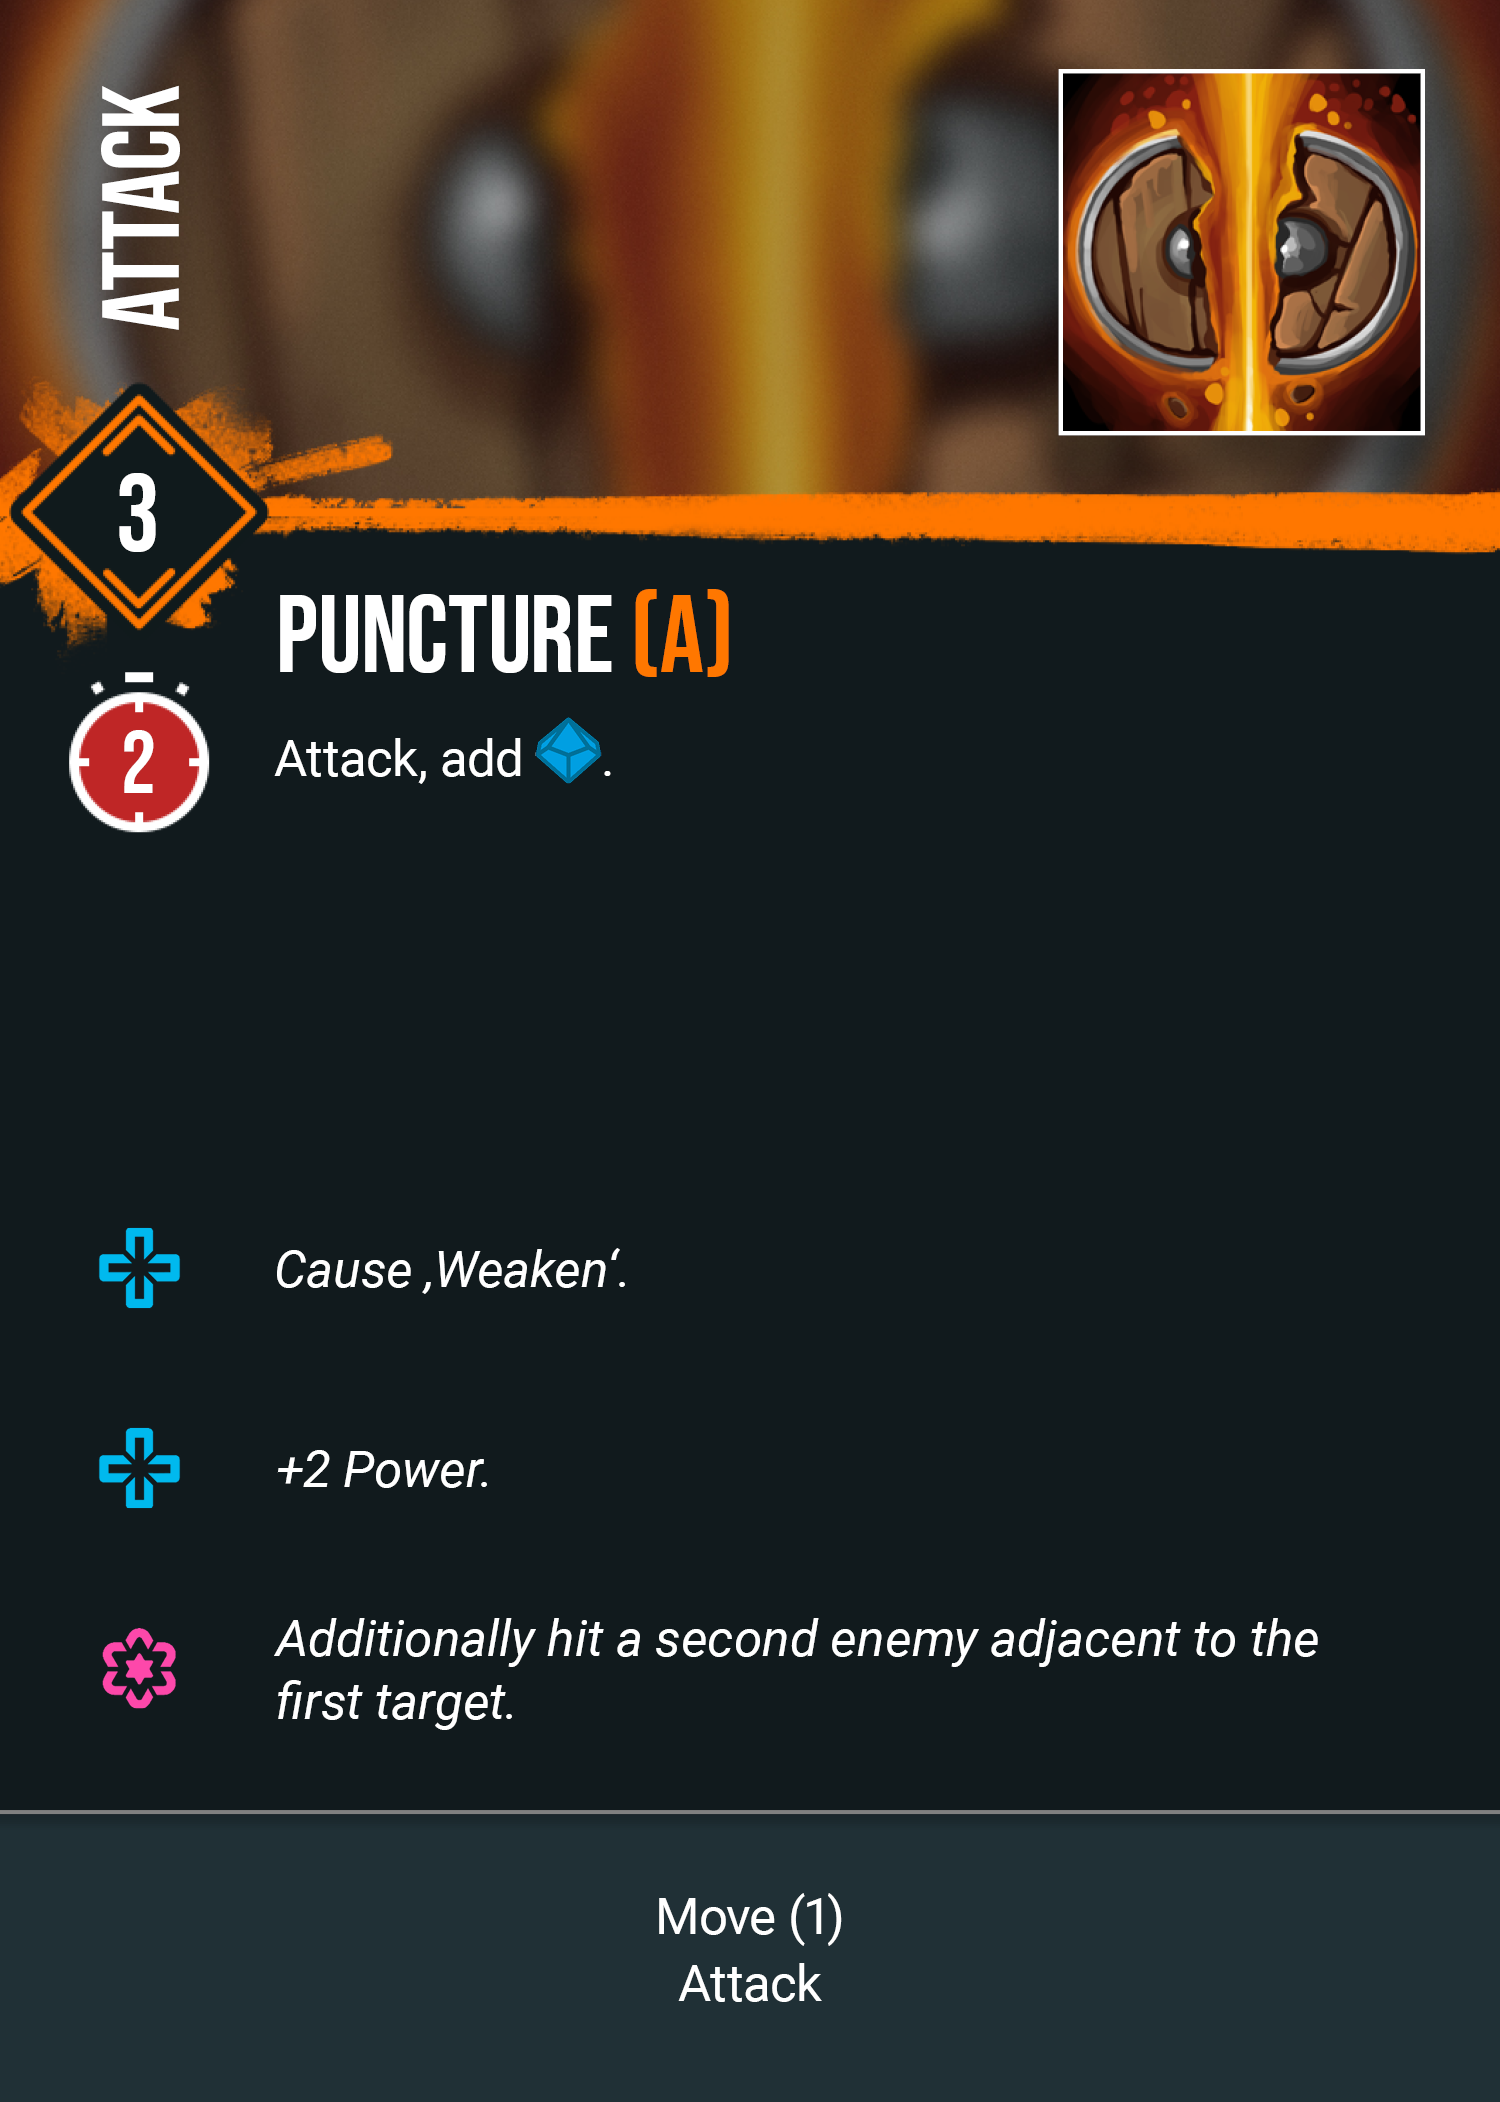 ATTACK
3
PUNCTURE (A)
2
Attack, add .
Cause ‚Weaken‘.
+2 Power.
Additionally hit a second enemy adjacent to the
first target.
Move (1)
Attack